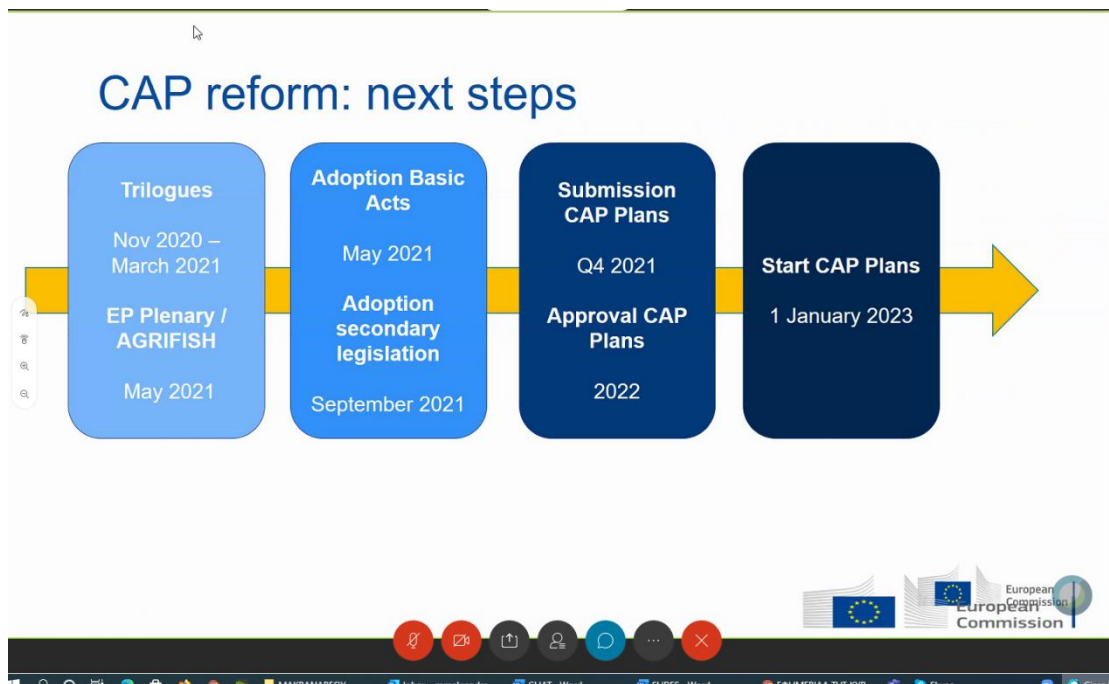 CAP reform: next steps
Trilogues
Nov 2020 –
March 2021
EP Plenary /
AGRIFISH
May 2021
Adoption Basic
Acts
May 2021
Adoption
secondary
legislation
September 2021
Submission
CAP Plans
Q4 2021
Approval CAP
Plans
2022
Start CAP Plans
1 January 2023
European
Commission
European
Commission